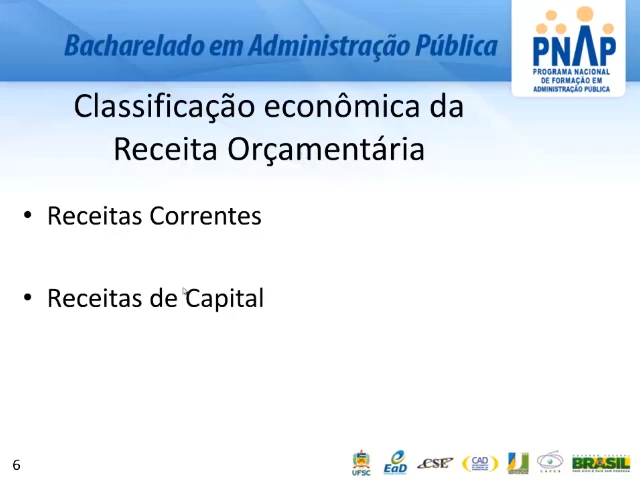 Bacharelado em Administração Pública
PNAP
PROGRAMA NACIONAL
DE FORMAÇÃO EM
ADMINISTRAÇÃO PÚBLICA
Classificação econômica da
Receita Orçamentária
• Receitas Correntes
• Receitas de Capital
6
UFSC
EaD
CSE
CAD
CAPES
BRASIL